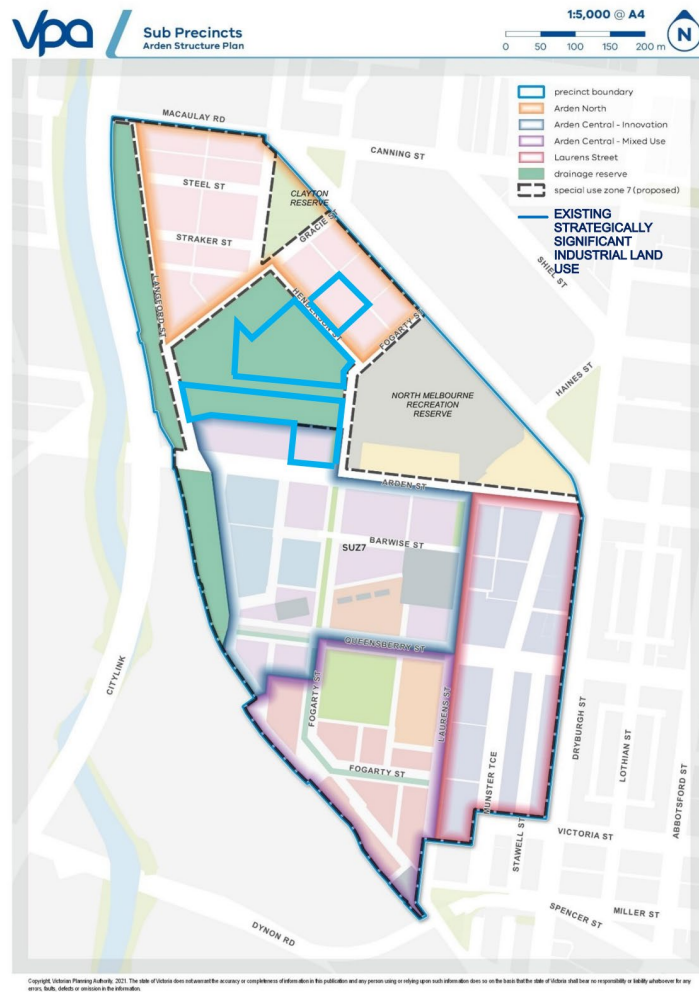 vpa
Sub Precincts
Arden Structure Plan
1:5,000 @ A4
0 50 100 150 200 m
N
precinct boundary
Arden North
Arden Central - Innovation
Arden Central - Mixed Use
Laurens Street
drainage reserve
special use zone 7 (proposed)
EXISTING
STRATEGICALLY
SIGNIFICANT
INDUSTRIAL LAND
USE
MACAULAY RD
CANNING ST
STEEL ST
CLAYTON
RESERVE
STRAKER ST
GRACIE ST
SHIEL ST
LANGFORD ST
HENDERSON ST
FOGARTY ST
HAINES ST
NORTH MELBOURNE
RECREATION
RESERVE
ARDEN ST
BARWISE ST
SUZ7
QUEENSBERRY ST
CITYLINK
FOGARTY ST
LAURENS ST
DRYBURGH ST
LOTHIAN ST
ABBOTSFORD ST
FOGARTY ST
MUNSTER TCE
STAWELL ST
VICTORIA ST
SPENCER ST
MILLER ST
DYNON RD
Copyright, Victorian Planning Authority, 2021. The state of Victoria does not warrant the accuracy or completeness of information in this publication and any person using or relying upon such information does so on the basis that the state of Victoria shall bear no responsibility or liability whatsoever for any
errors, faults, defects or omission in the information.